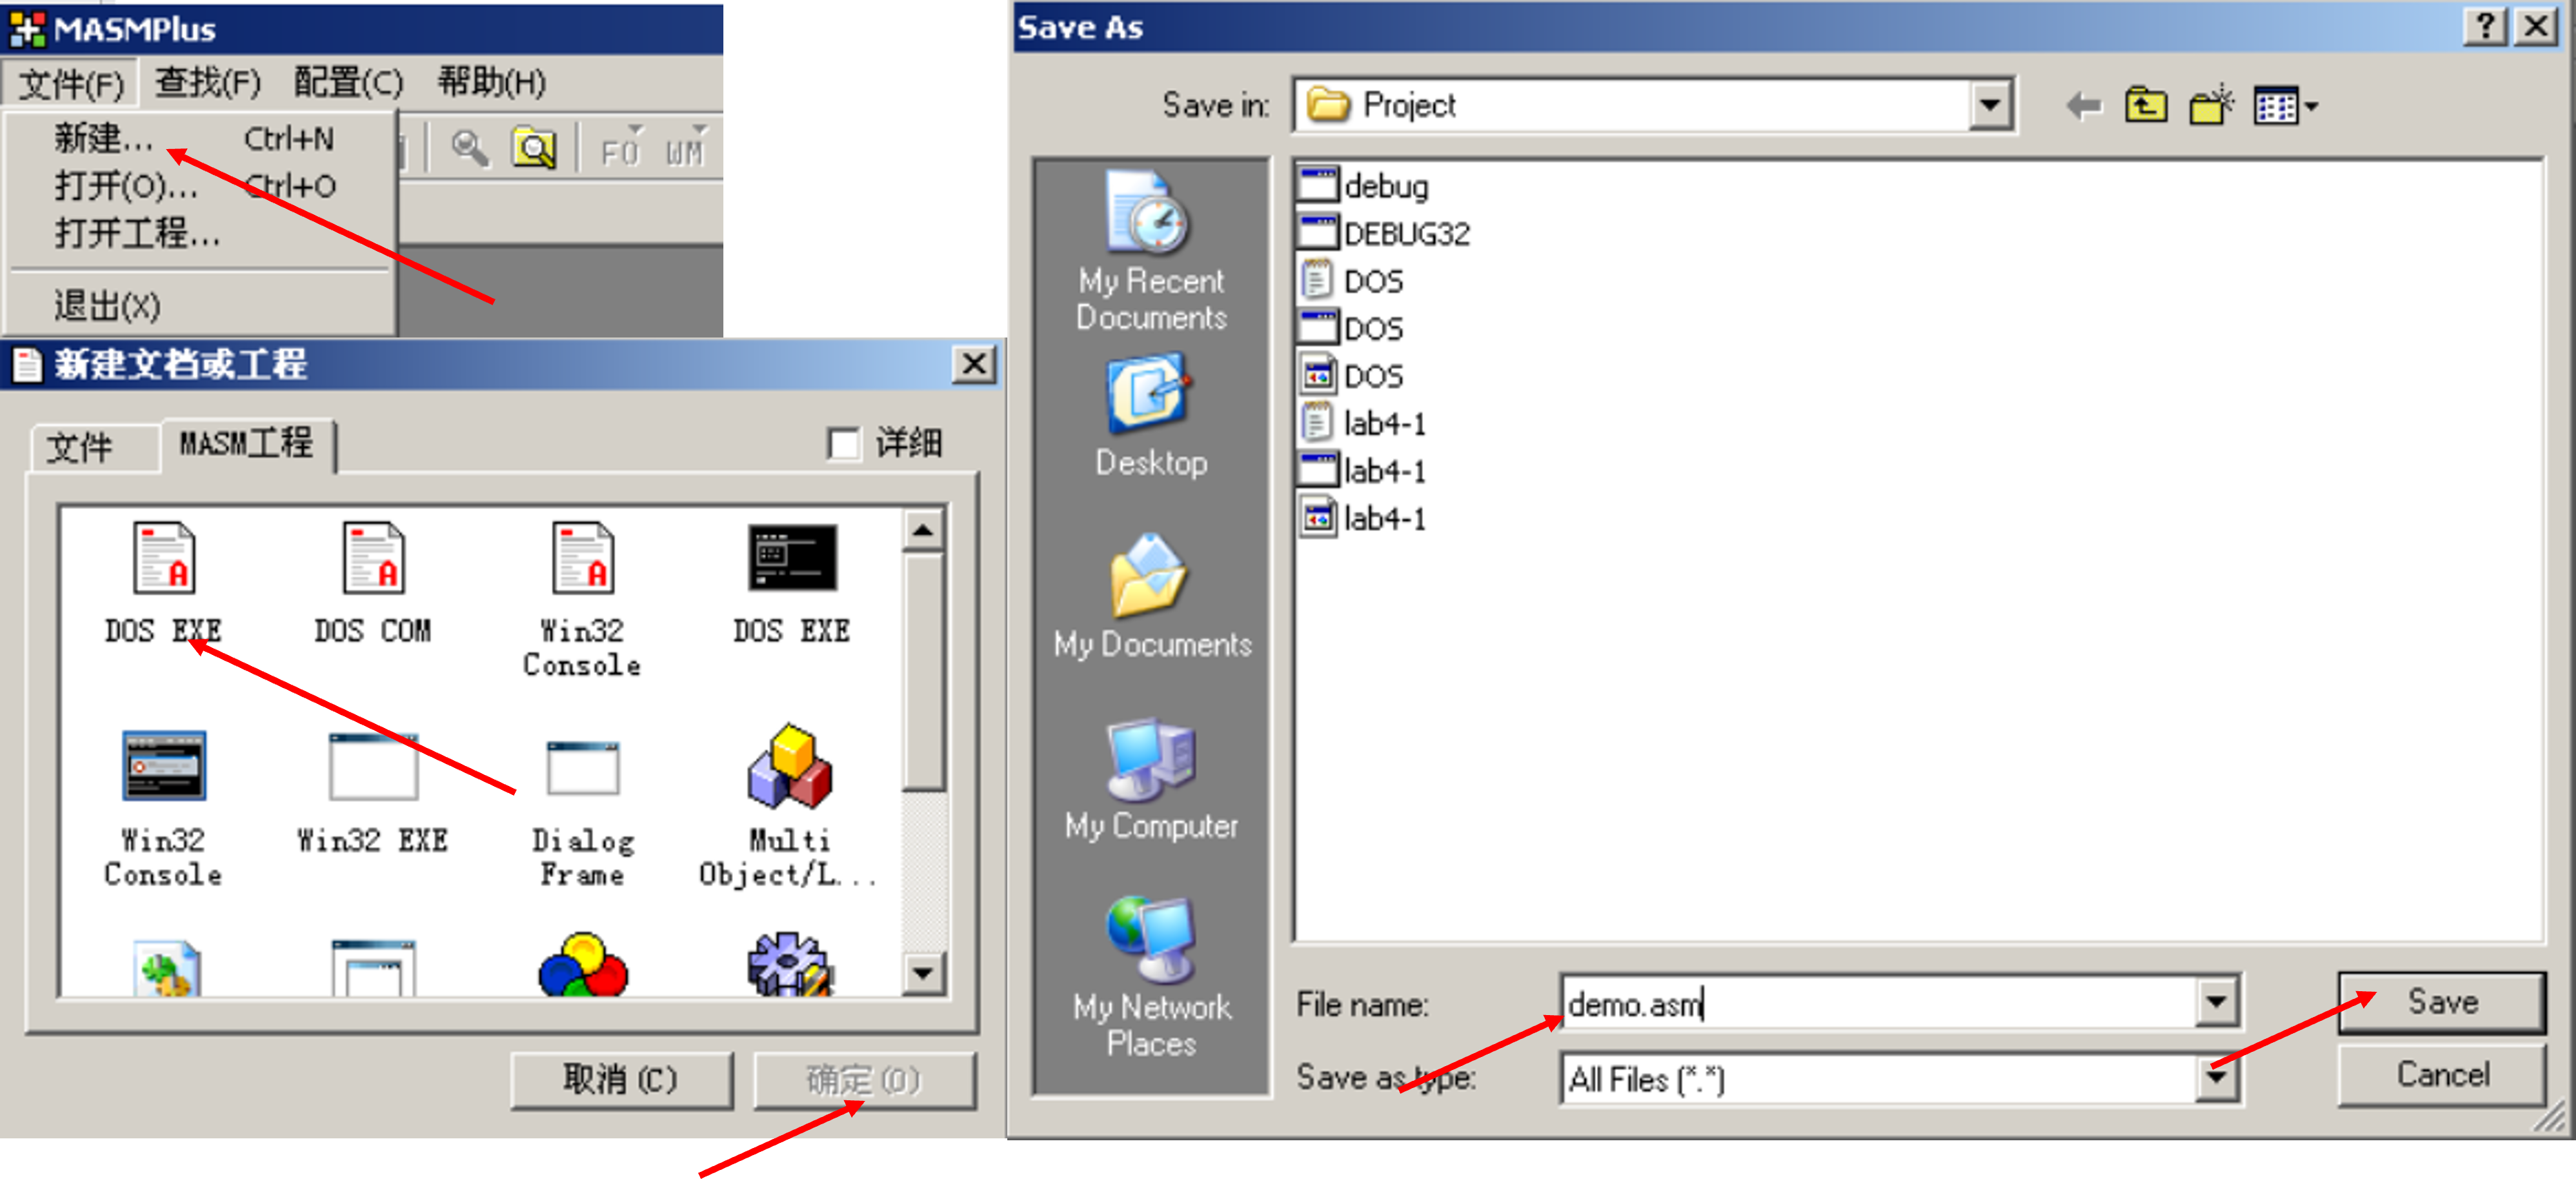 MASMPlus
文件(F) 查找(F) 配置(C) 帮助(H)
新建... Ctrl+N
打开(O)... Ctrl+O
打开工程...
退出(X)
FO WM
新建文档或工程
文件 MASM工程 详细
DOS EXE
DOS COM
Win32
Console
DOS EXE
Win32
Console
Win32 EXE
Dialog
Frame
Multi
Object/L...
取消(C) 确定(O)
Save As
Save in: Project
My Recent
Documents
Desktop
My Documents
My Computer
My Network
Places
debug
DEBUG32
DOS
DOS
DOS
lab4-1
lab4-1
lab4-1
File name: demo.asm Save
Save as type: All Files (*.*) Cancel